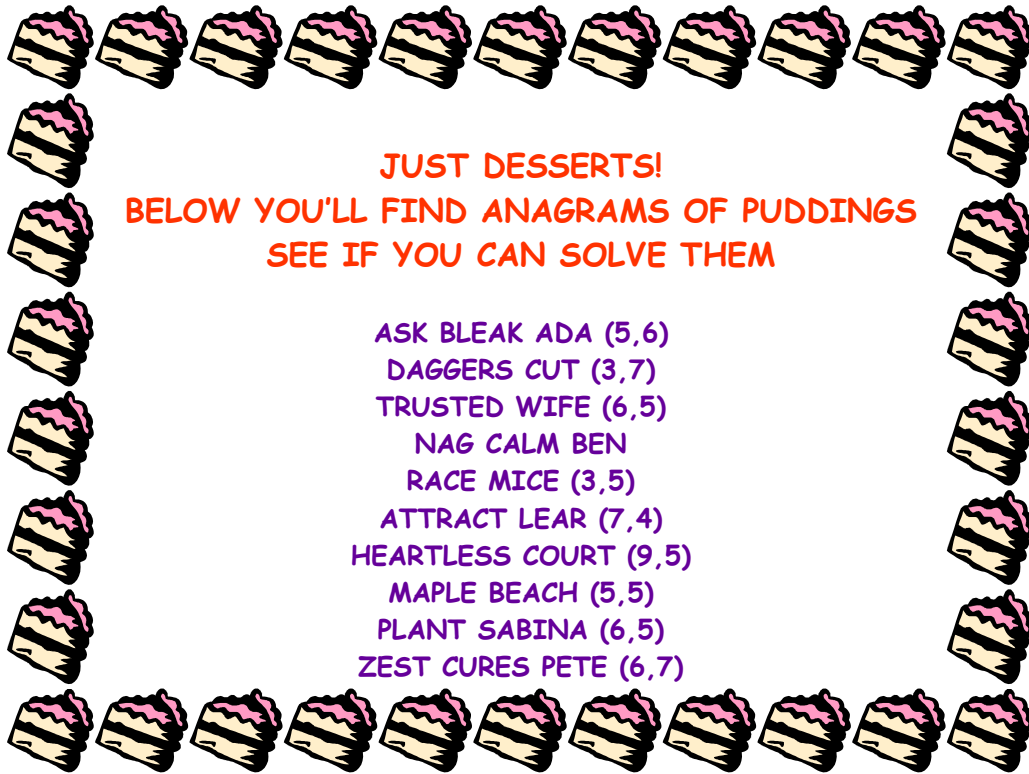 JUST DESSERTS!
BELOW YOU'LL FIND ANAGRAMS OF PUDDINGS
SEE IF YOU CAN SOLVE THEM
ASK BLEAK ADA (5,6)
DAGGERS CUT (3,7)
TRUSTED WIFE (6,5)
NAG CALM BEN
RACE MICE (3,5)
ATTRACT LEAR (7,4)
HEARTLESS COURT (9,5)
MAPLE BEACH (5,5)
PLANT SABINA (6,5)
ZEST CURES PETE (6,7)